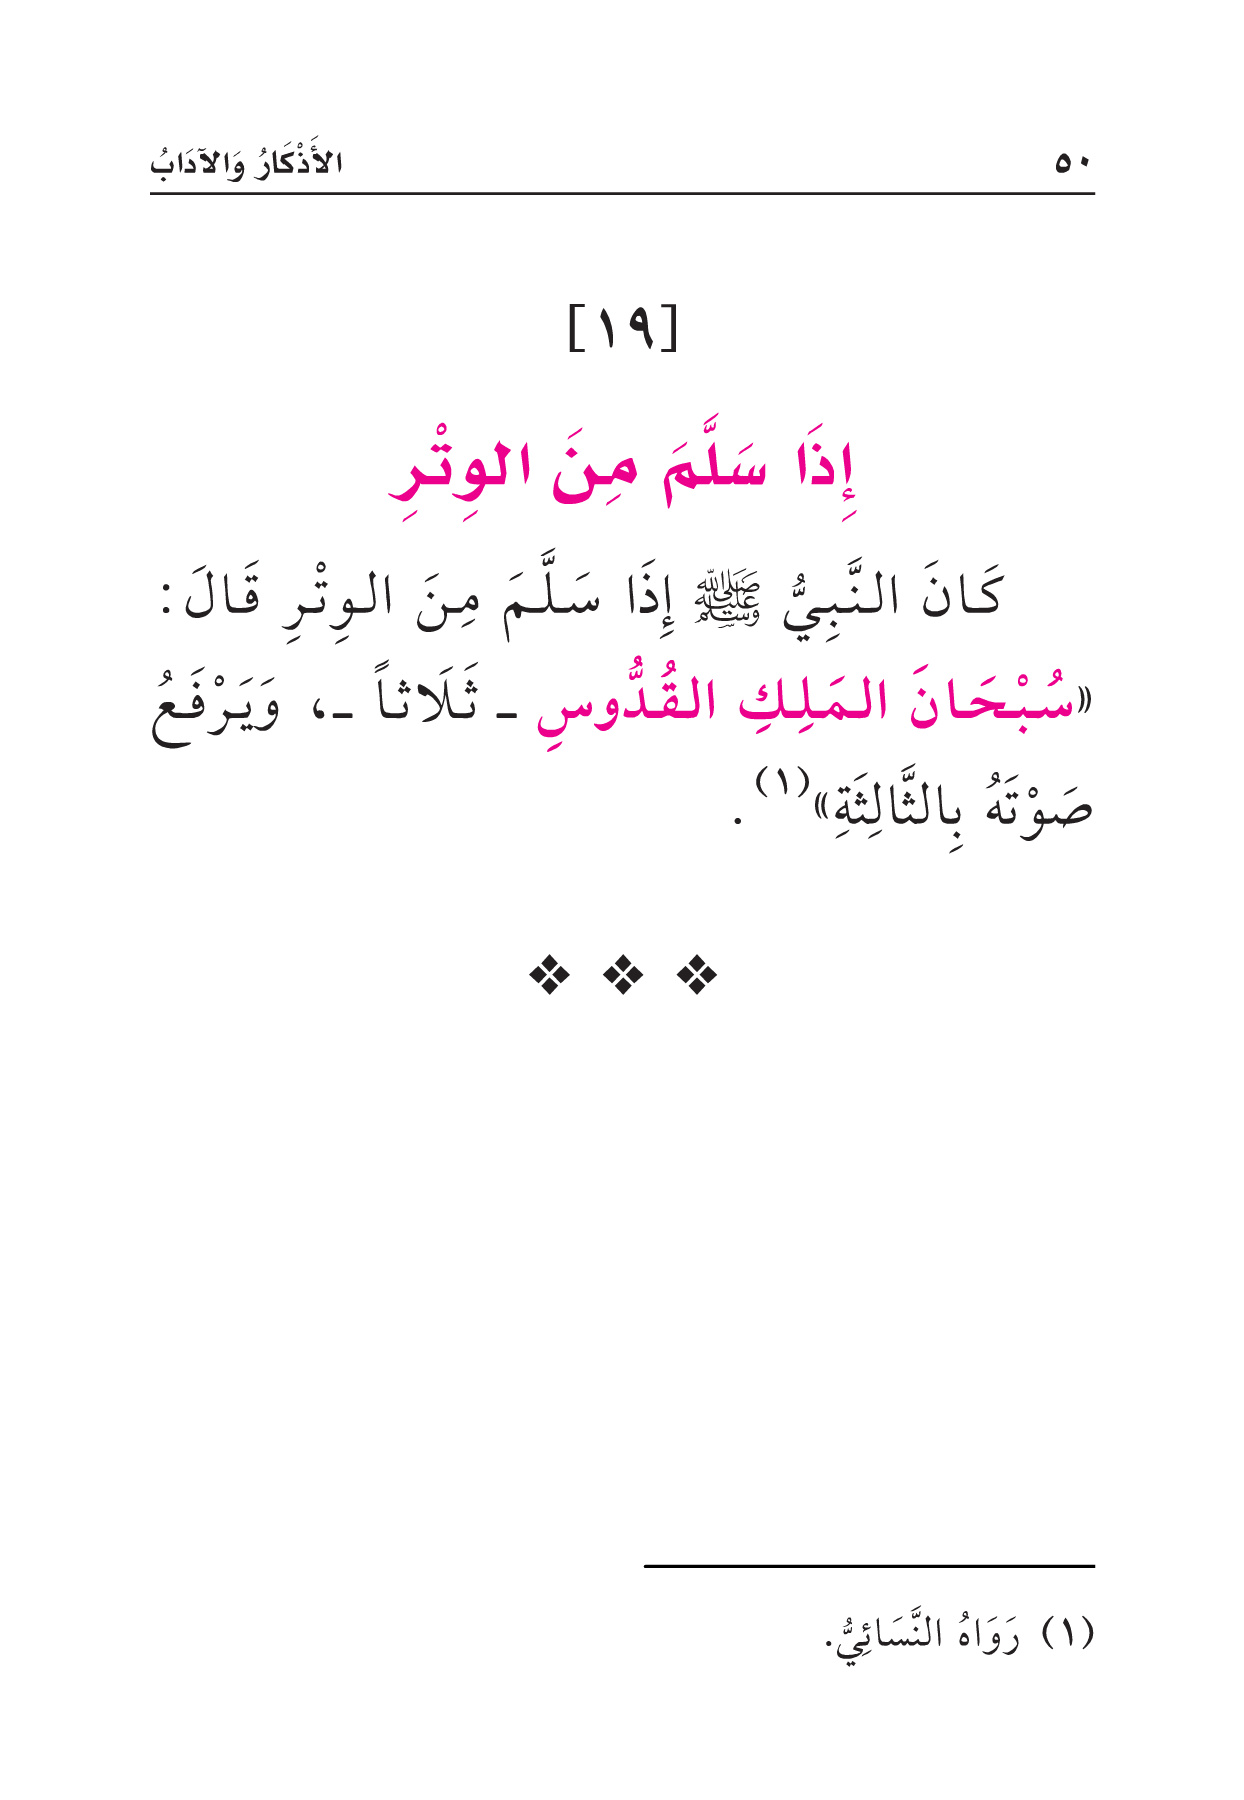 ٥٠
الأَذْكَارُ وَالآدَابُ
[١٩]
إِذَا سَلَّمَ مِنَ الوِتْرِ
كَانَ النَّبِيُّ ﷺ إِذَا سَلَّمَ مِنَ الوِتْرِ قَالَ:
«سُبْحَانَ المَلِكِ القُدُّوسِ ـ ثَلَاثاً ـ، وَيَرْفَعُ
صَوْتَهُ بِالثَّالِثَةِ»(١).
(١) رَوَاهُ النَّسَائِيُّ.